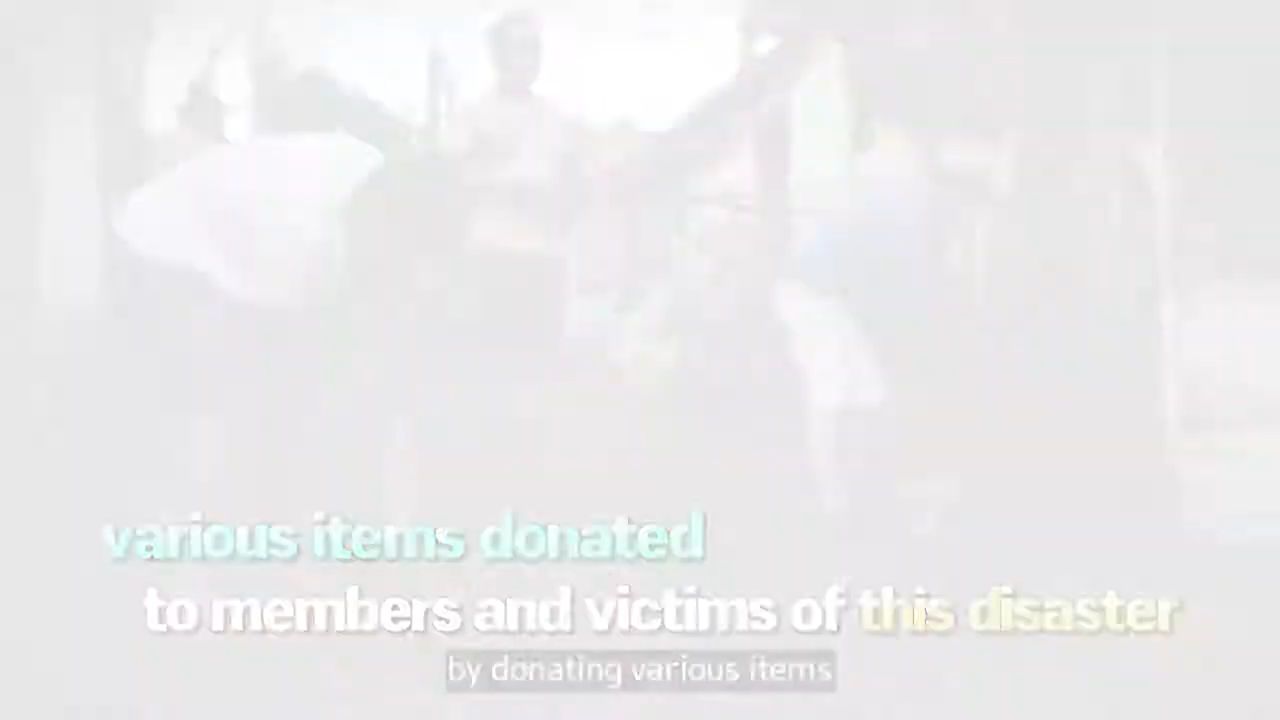 various items donated
to members and victims of this disaster
by donating various items